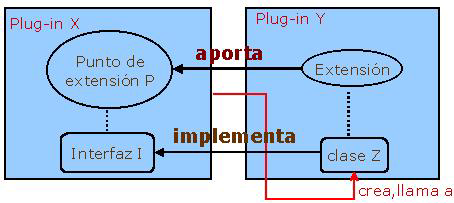 Plug-in X
Plug-in Y
Punto de
extensión P
aporta
Extensión
Interfaz I
implementa
clase Z
crea,llama a